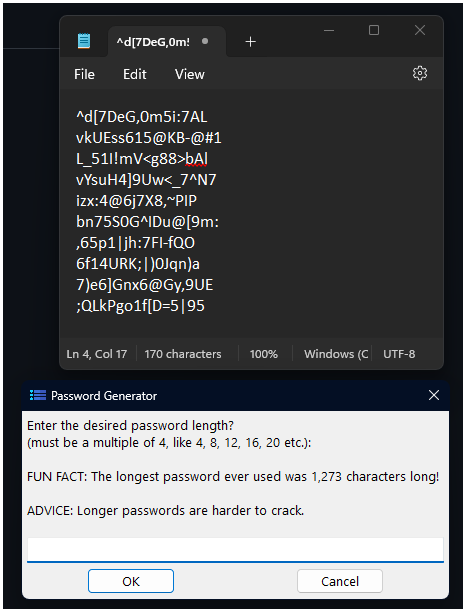 ^d[7DeG,0m!
File Edit View
^d[7DeG,0m5i:7AL
vkUEss615@KB-@#1
L_51I!mV<g88>bAl
vYsuH4]9Uw<_7^N7
izx:4@6j7X8,~PIP
bn75S0G^lDu@[9m:
,65p1|jh:7FI-fQO
6f14URK;|)0Jqn)a
7)e6]Gnx6@Gy,9UE
;QLkPgo1f[D=5|95
Ln 4, Col 17 170 characters 100% Windows (C UTF-8
Password Generator
Enter the desired password length?
(must be a multiple of 4, like 4, 8, 12, 16, 20 etc.):
FUN FACT: The longest password ever used was 1,273 characters long!
ADVICE: Longer passwords are harder to crack.
OK Cancel